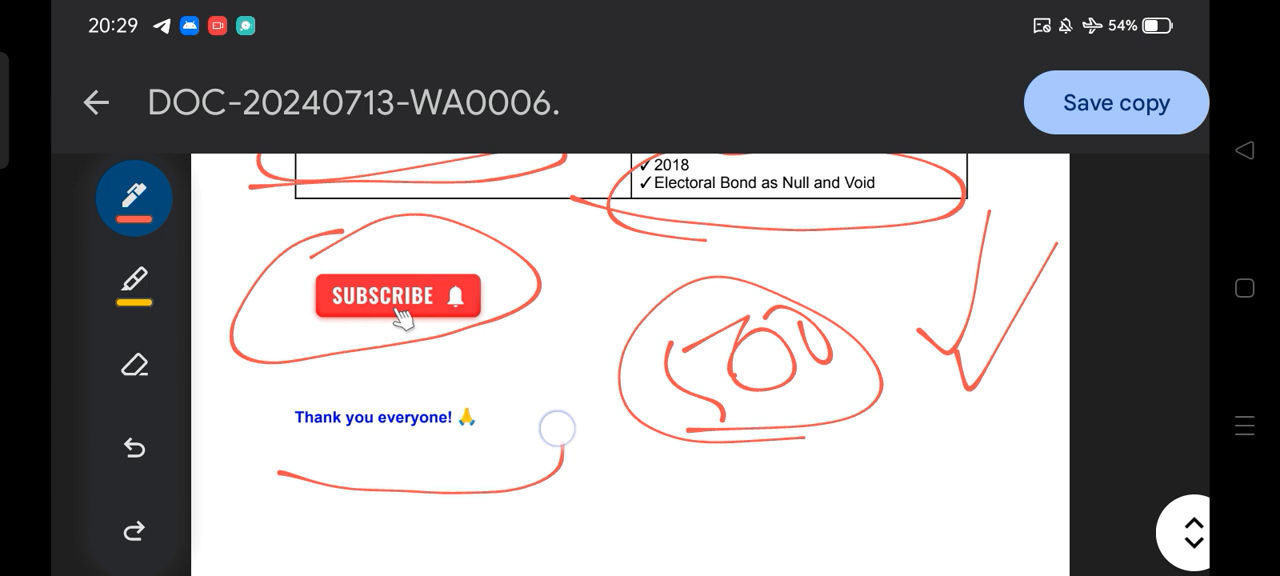 20:29
54%
DOC-20240713-WA0006.
Save copy
✓2018
✓Electoral Bond as Null and Void
SUBSCRIBE
500
Thank you everyone! 🙏